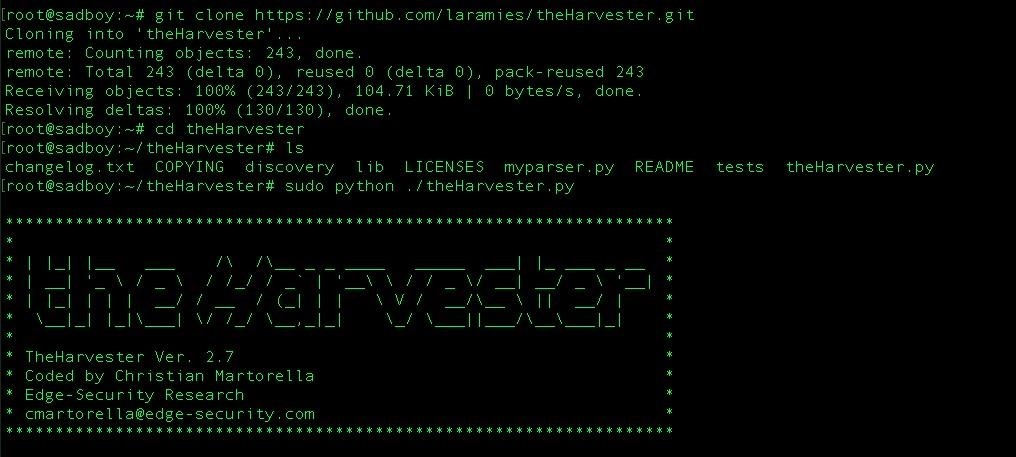 [root@sadboy:~# git clone https://github.com/laramies/theHarvester.git
Cloning into 'theHarvester'...
remote: Counting objects: 243, done.
remote: Total 243 (delta 0), reused 0 (delta 0), pack-reused 243
Receiving objects: 100% (243/243), 104.71 KiB | 0 bytes/s, done.
Resolving deltas: 100% (130/130), done.
[root@sadboy:~# cd theHarvester
[root@sadboy:~/theHarvester# ls
changelog.txt  COPYING  discovery  lib  LICENSES  myparser.py  README  tests  theHarvester.py
[root@sadboy:~/theHarvester# sudo python ./theHarvester.py
*******************************************************************
* *
* theHarvester *
* *
* TheHarvester Ver. 2.7 *
* Coded by Christian Martorella *
* Edge-Security Research *
* cmartorella@edge-security.com *
*******************************************************************